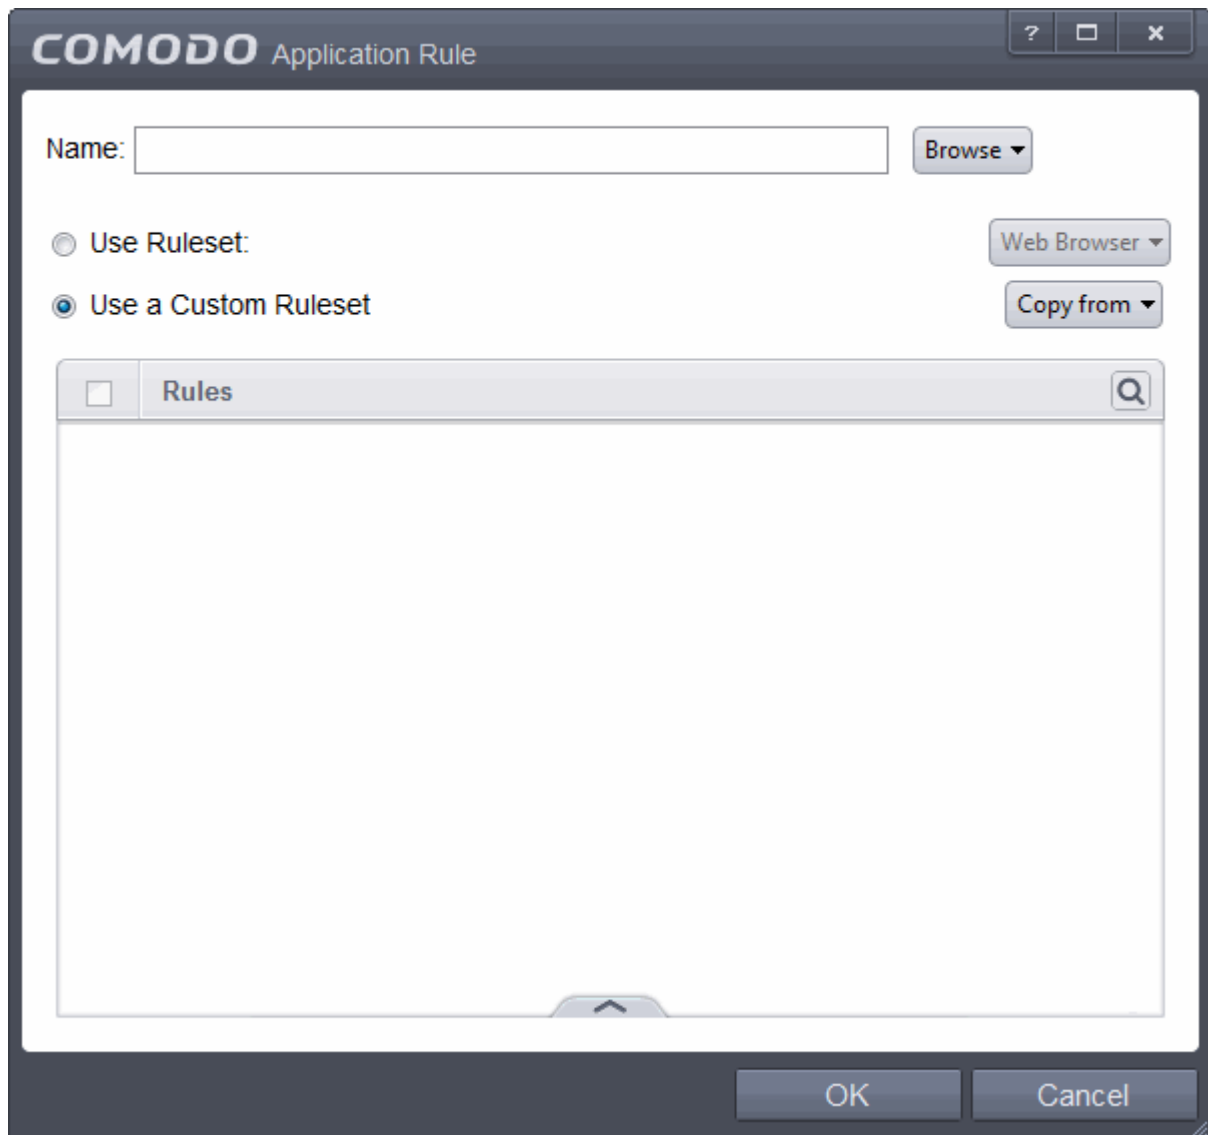 COMODO Application Rule ?
Name: Browse
Use Ruleset: Web Browser
Use a Custom Ruleset Copy from
Rules
OK Cancel